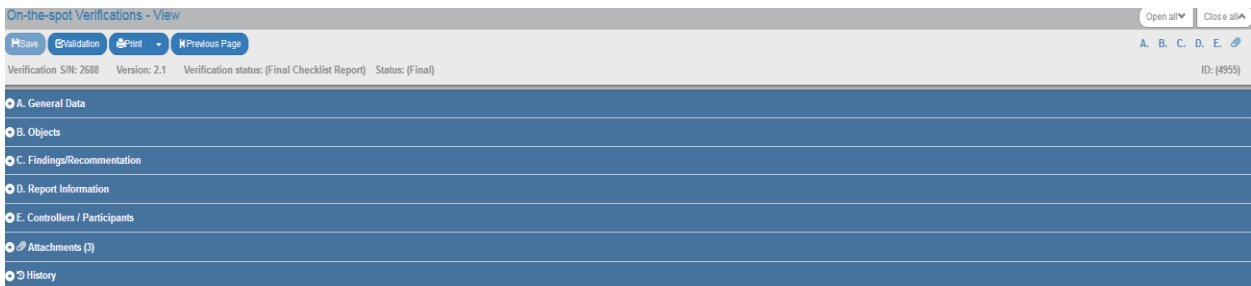 On-the-spot Verifications - View
Open all Close all
Save Validation Print Previous Page
A. B. C. D. E.
Verification S/N: 2688 Version: 2.1 Verification status: (Final Checklist Report) Status: (Final) ID: (4955)
A. General Data
B. Objects
C. Findings/Recommentation
D. Report Information
E. Controllers / Participants
Attachments (3)
History